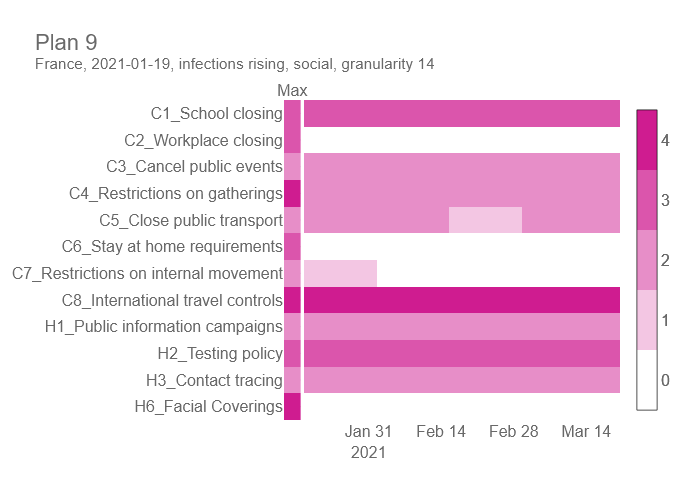 Plan 9
France, 2021-01-19, infections rising, social, granularity 14
Max
C1_School closing
C2_Workplace closing
C3_Cancel public events
C4_Restrictions on gatherings
C5_Close public transport
C6_Stay at home requirements
C7_Restrictions on internal movement
C8_International travel controls
H1_Public information campaigns
H2_Testing policy
H3_Contact tracing
H6_Facial Coverings
Jan 31 Feb 14 Feb 28 Mar 14
2021
4
3
2
1
0